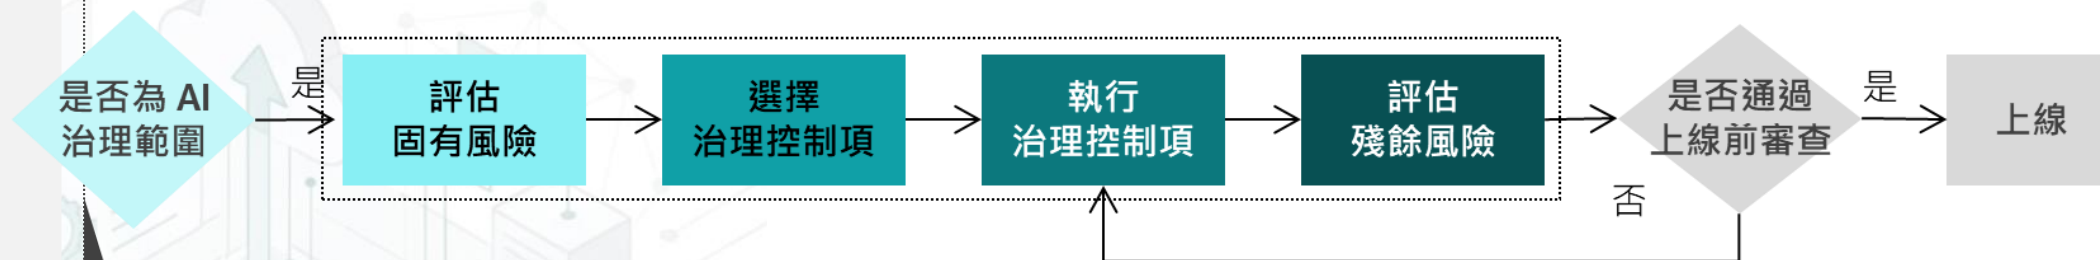 是否為 AI
治理範圍
是
評估
固有風險
選擇
治理控制項
執行
治理控制項
評估
殘餘風險
是否通過
上線前審查
是
否
上線